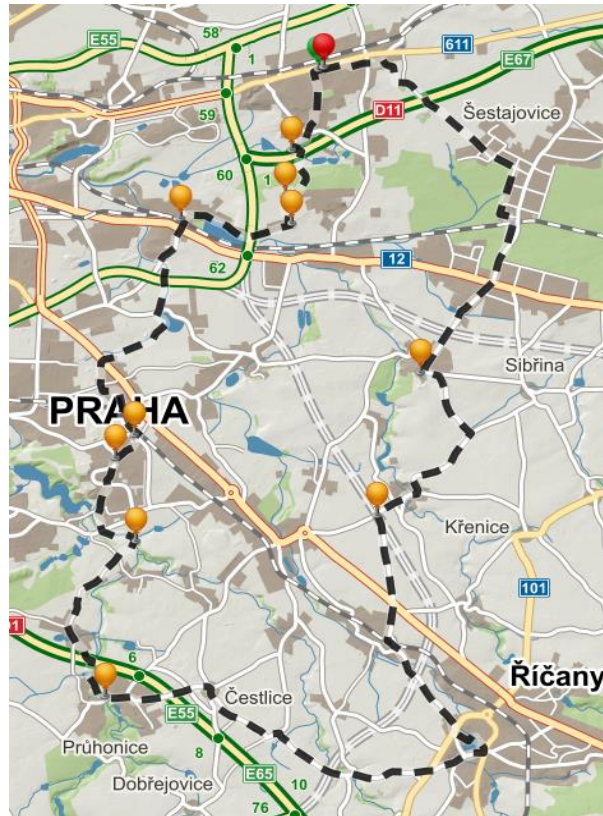 E55
58
1
611
E67
D11
59
Šestajovice
60
1
62
12
Sibřina
PRAHA
Křenice
101
1
6
Říčany
Čestlice
E55
Průhonice
8
E65
Dobřejovice
10
76